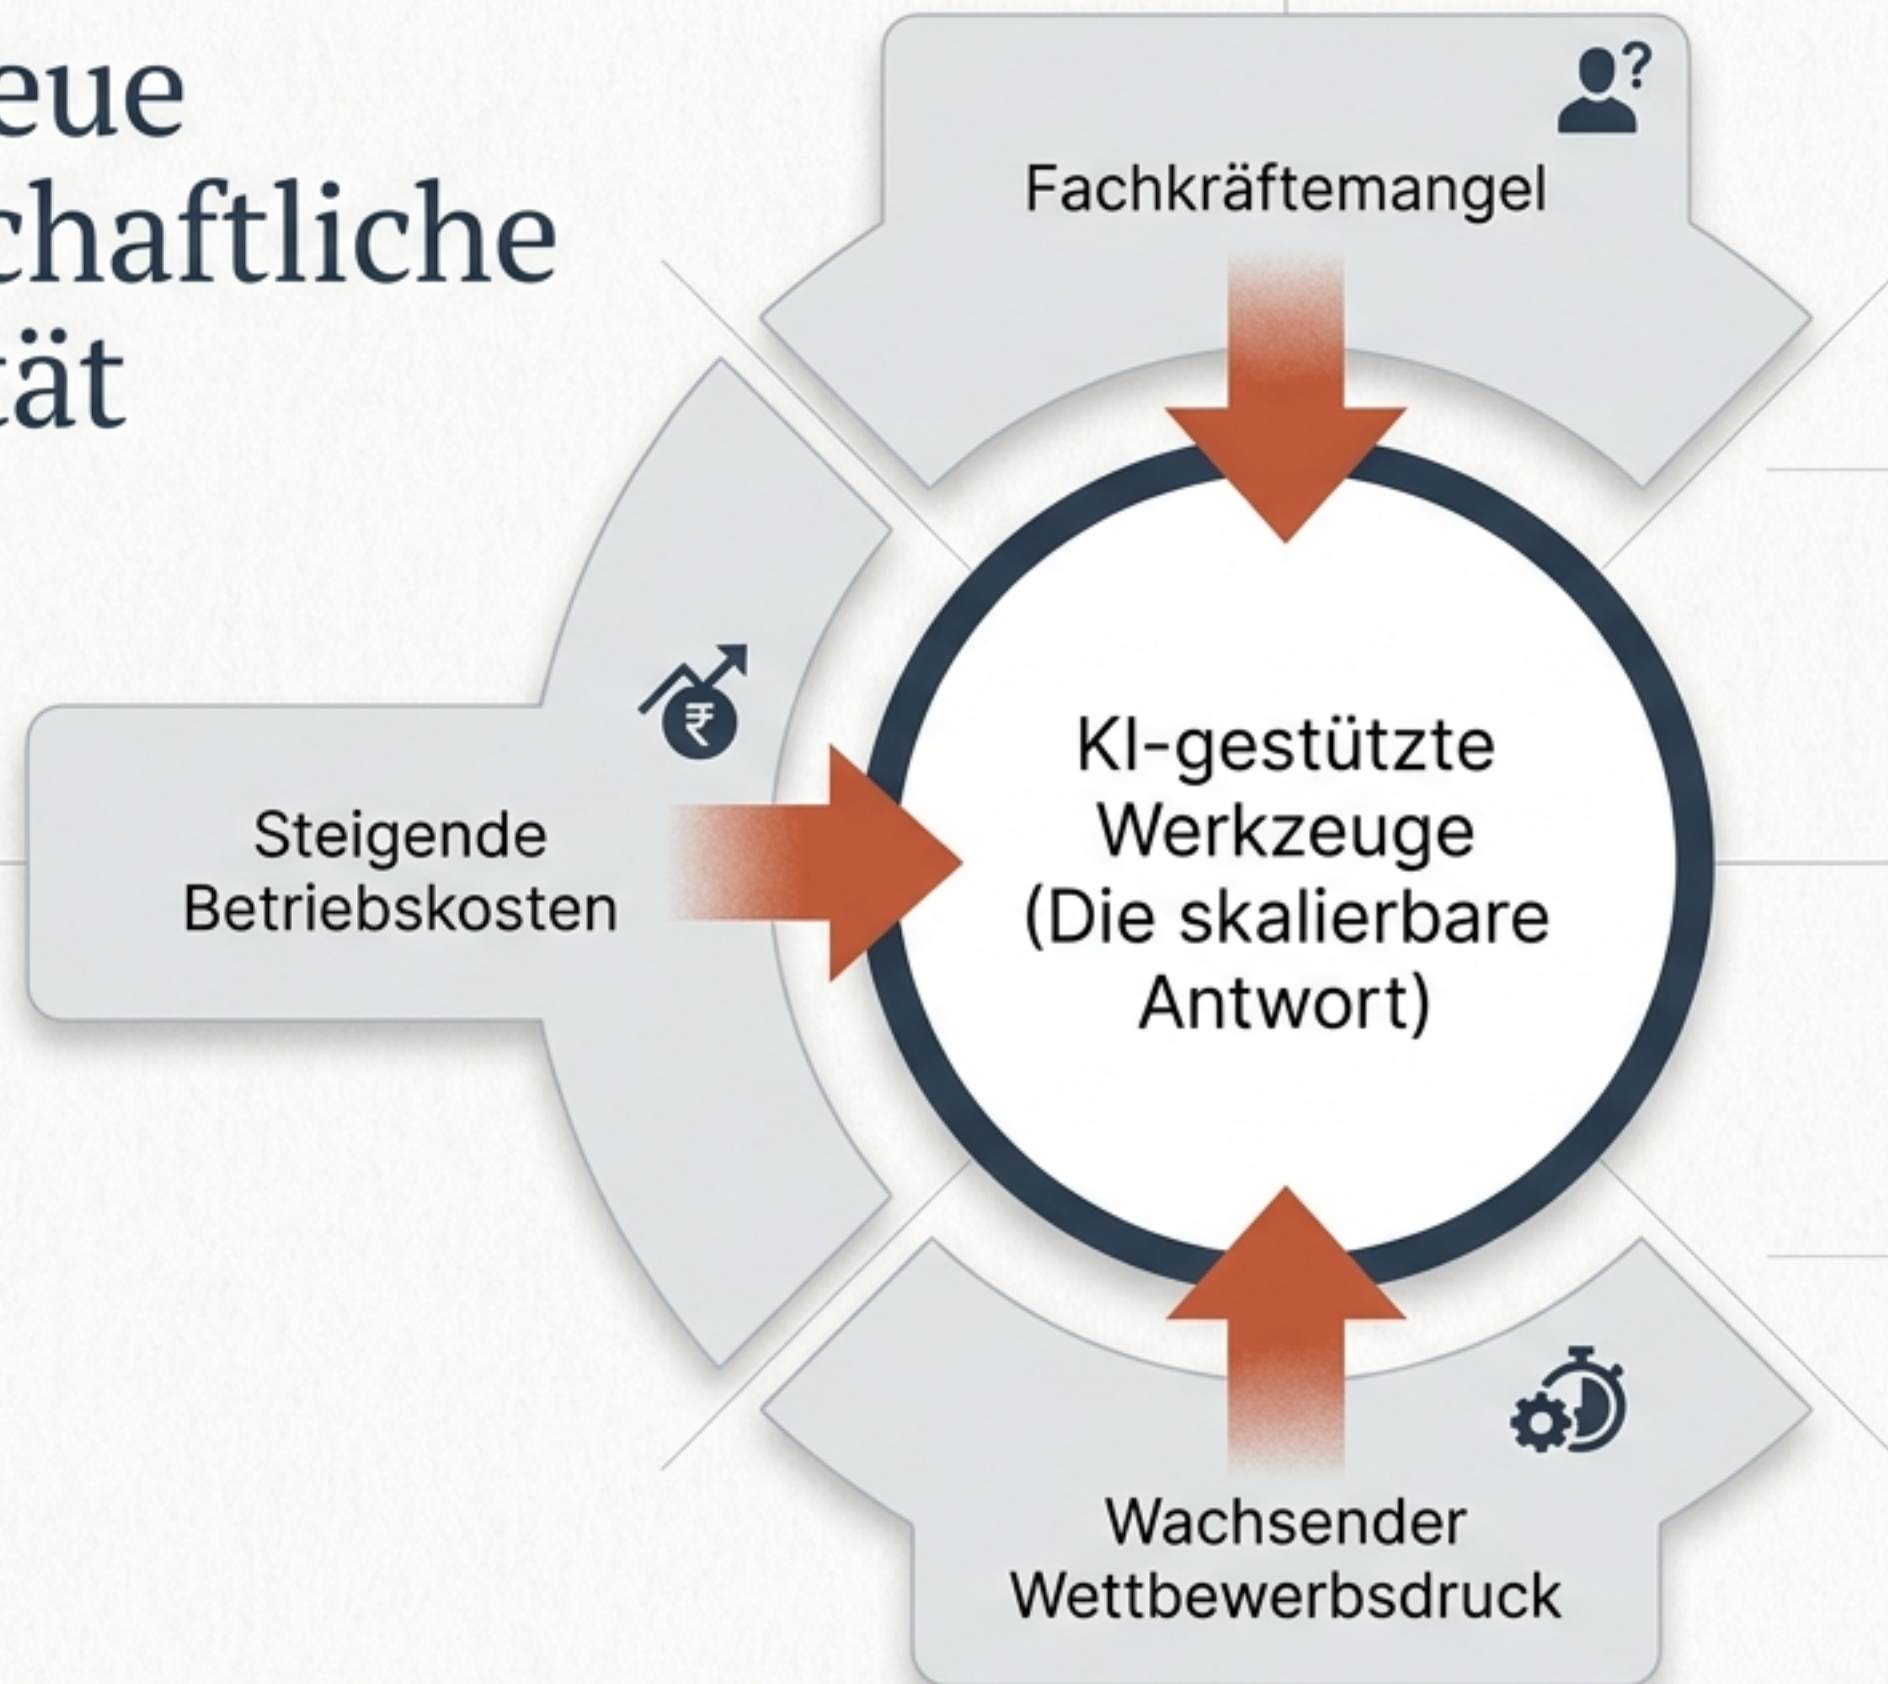 eue
chaftliche
tät
?
Fachkräftemangel
₹
Steigende
Betriebskosten
KI-gestützte
Werkzeuge
(Die skalierbare
Antwort)
Wachsender
Wettbewerbsdruck